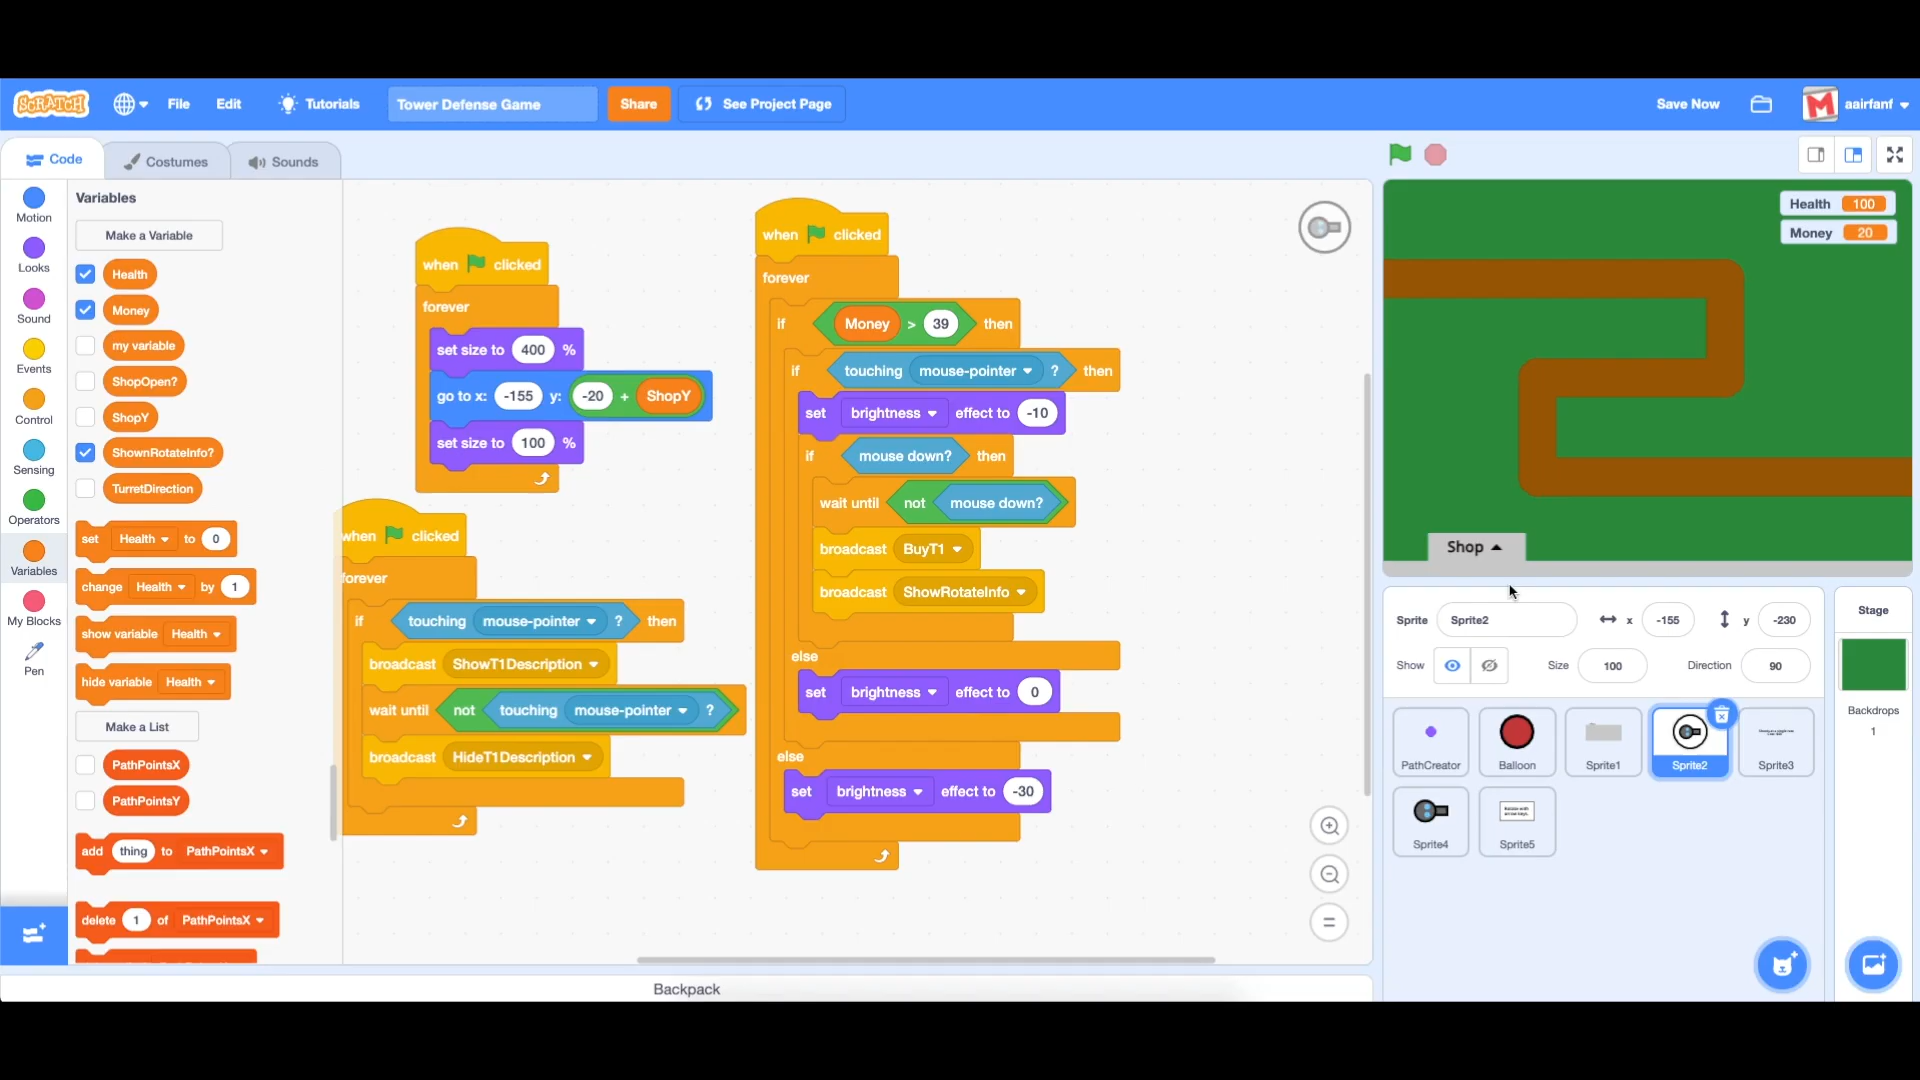 SCRATCH File Edit Tutorials Tower Defense Game Share See Project Page Save Now aairfanf
Code Costumes Sounds
Motion
Looks
Sound
Events
Control
Sensing
Operators
Variables
My Blocks
Pen
Variables
Make a Variable
Health
Money
my variable
ShopOpen?
ShopY
ShownRotateInfo?
TurretDirection
set Health to 0
change Health by 1
show variable Health
hide variable Health
Make a List
PathPointsX
PathPointsY
add thing to PathPointsX
delete 1 of PathPointsX
when clicked
forever
set size to 400 %
go to x: -155 y: -20 + ShopY
set size to 100 %
when clicked
forever
if touching mouse-pointer ? then
broadcast ShowT1Description
wait until not touching mouse-pointer ?
broadcast HideT1Description
when clicked
forever
if Money > 39 then
if touching mouse-pointer ? then
set brightness effect to -10
if mouse down? then
wait until not mouse down?
broadcast BuyT1
broadcast ShowRotateInfo
else
set brightness effect to 0
else
set brightness effect to -30
Backpack
Health 100
Money 20
Shop
Sprite Sprite2 x -155 y -230
Show Size 100 Direction 90
PathCreator Balloon Sprite1 Sprite2 Sprite3
Rotate with
arrow keys.
Sprite4 Sprite5
Stage
Backdrops
1